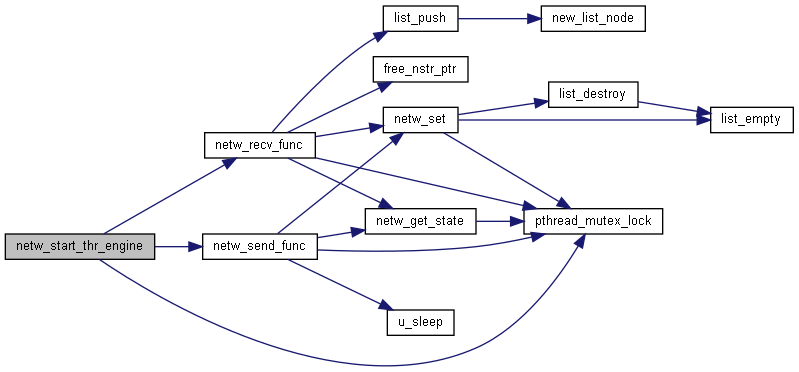 list_push
new_list_node
free_nstr_ptr
list_destroy
netw_set
list_empty
netw_recv_func
netw_get_state
pthread_mutex_lock
netw_start_thr_engine
netw_send_func
u_sleep